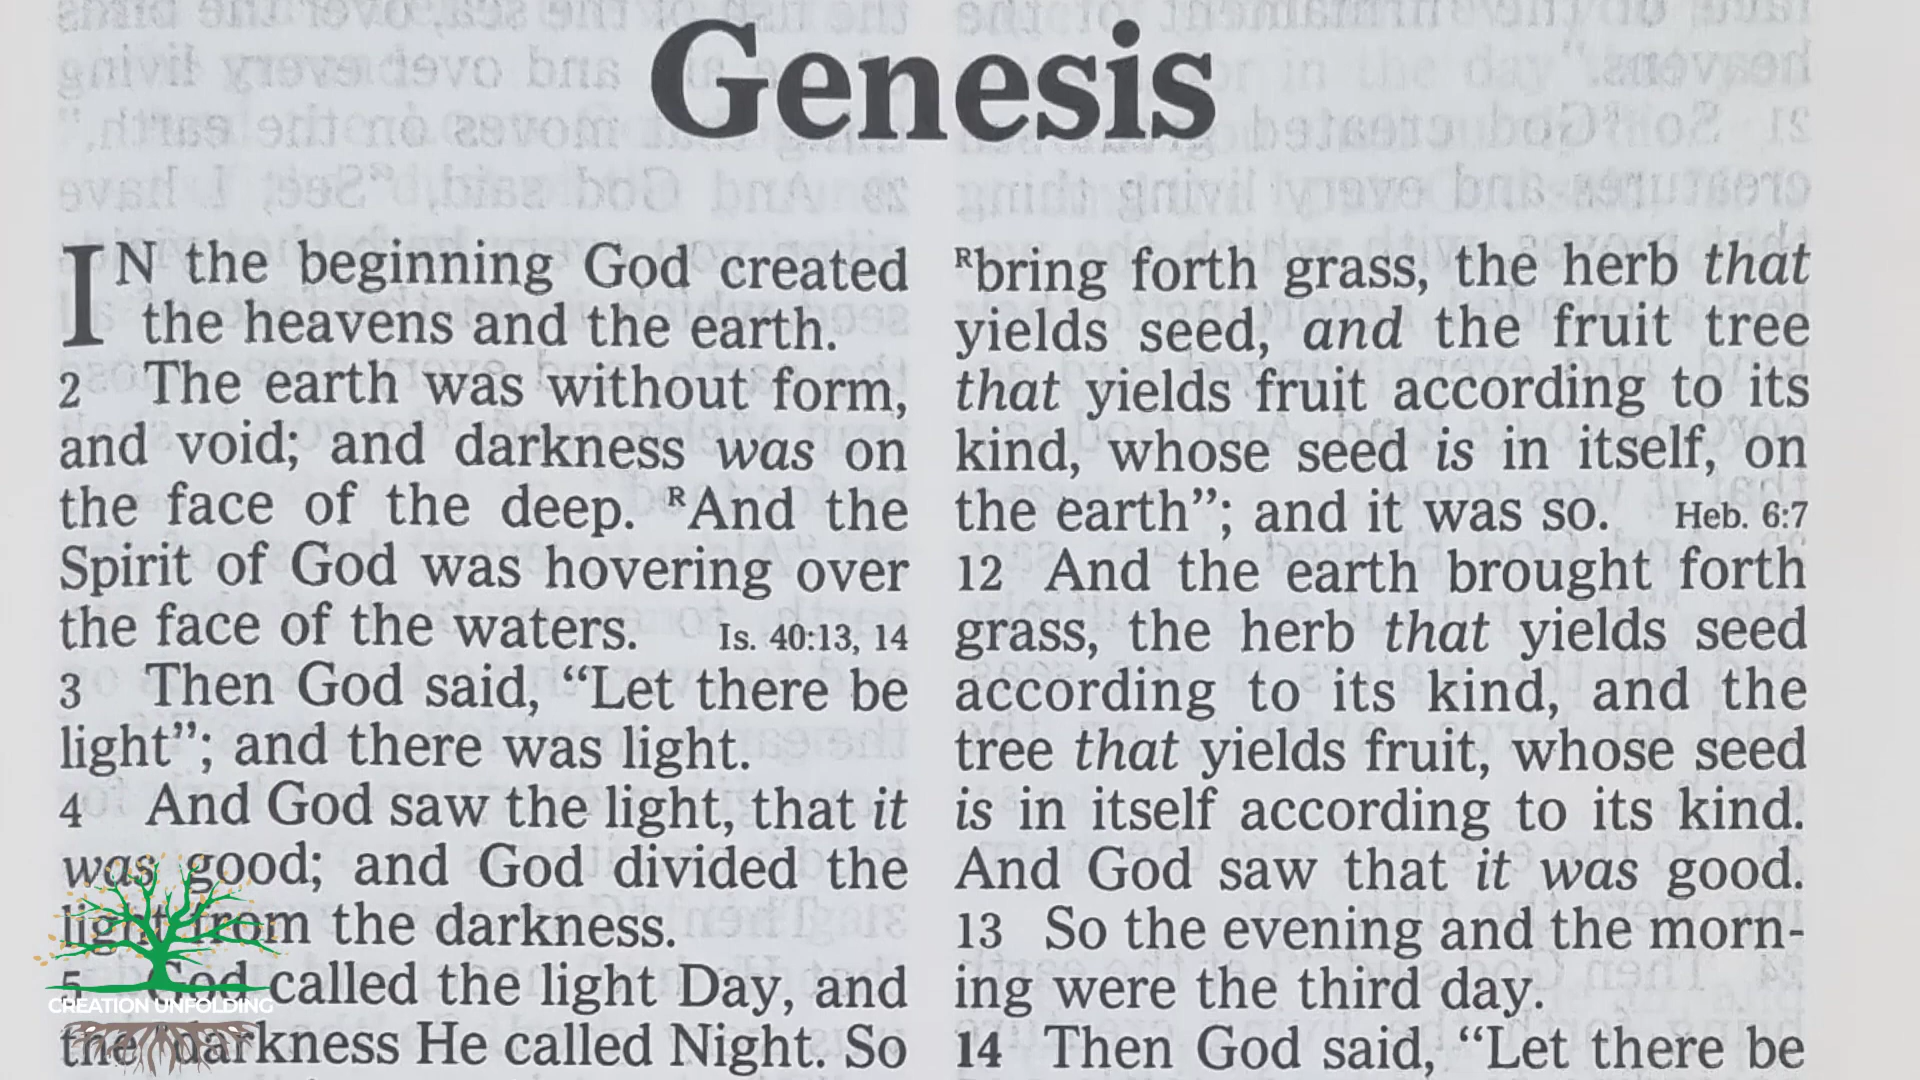 Genesis
IN the beginning God created
the heavens and the earth.
2 The earth was without form,
and void; and darkness was on
the face of the deep. ᴿAnd the
Spirit of God was hovering over
the face of the waters. Is. 40:13, 14
3 Then God said, “Let there be
light”; and there was light.
4 And God saw the light, that it
was good; and God divided the
light from the darkness.
5 God called the light Day, and
the darkness He called Night. So
ᴿbring forth grass, the herb that
yields seed, and the fruit tree
that yields fruit according to its
kind, whose seed is in itself, on
the earth”; and it was so. Heb. 6:7
12 And the earth brought forth
grass, the herb that yields seed
according to its kind, and the
tree that yields fruit, whose seed
is in itself according to its kind.
And God saw that it was good.
13 So the evening and the morn-
ing were the third day.
14 Then God said, “Let there be
CREATION UNFOLDING